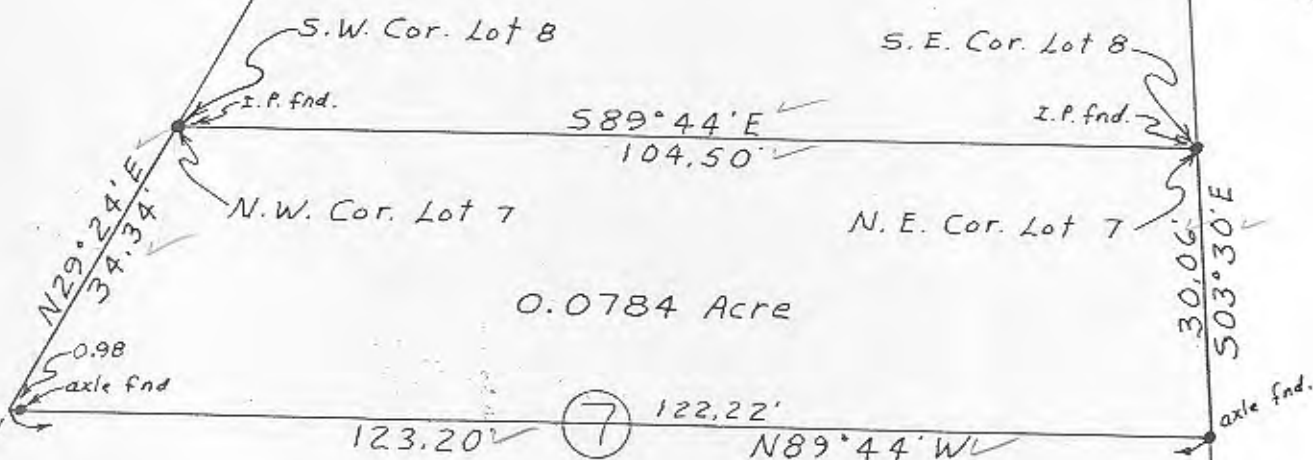 S.W. Cor. Lot 8
S.E. Cor. Lot 8
I.P. fnd.
I.P. fnd.
S89°44'E
104.50'
N29°24'E
34.34'
N.W. Cor. Lot 7
N.E. Cor. Lot 7
30.06'
S03°30'E
0.0784 Acre
0.98
axle fnd
axle fnd.
7
122.22'
123.20'
N89°44'W